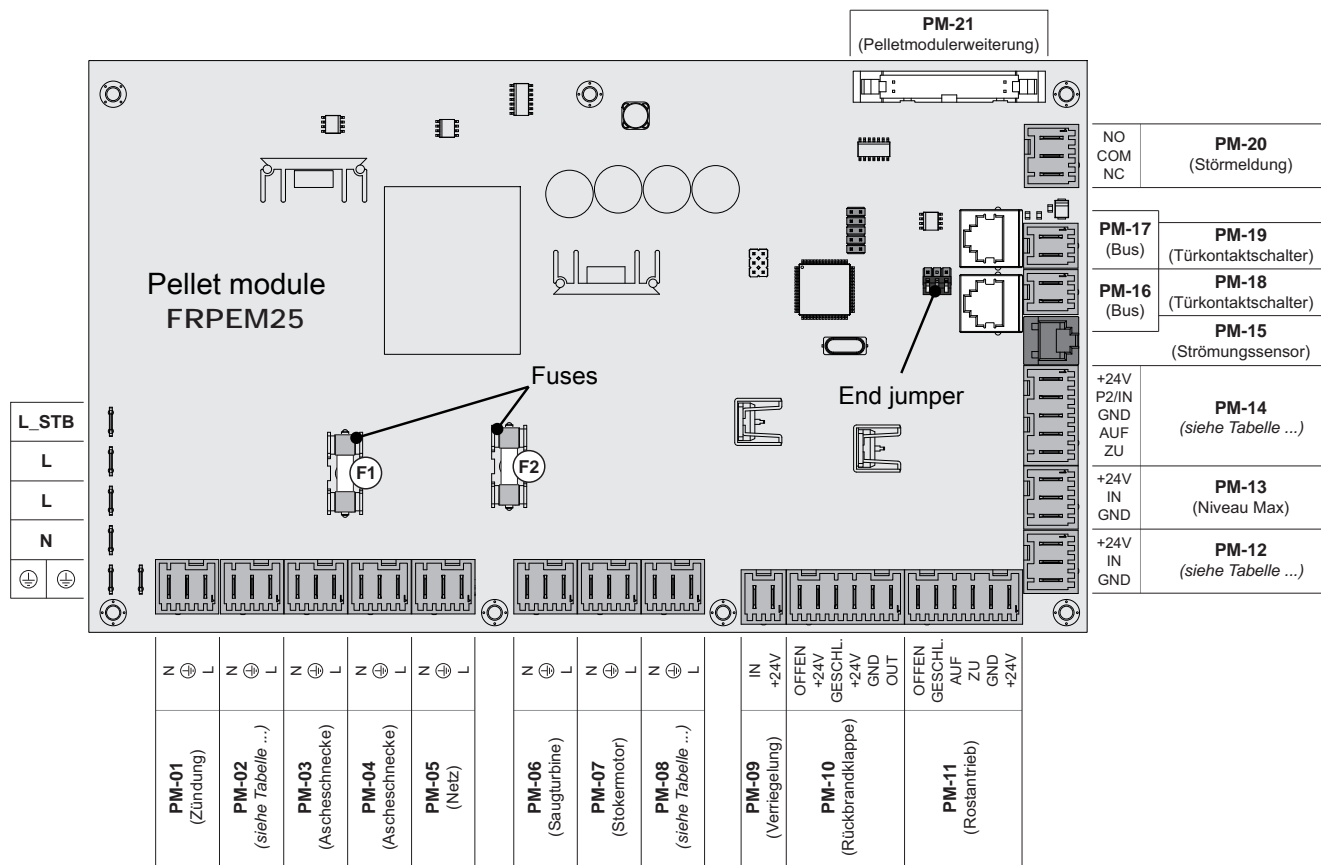 PM-21
(Pelletmodulerweiterung)
NO
COM
NC
PM-20
(Störmeldung)
PM-17
(Bus)
PM-19
(Türkontaktschalter)
PM-16
(Bus)
PM-18
(Türkontaktschalter)
PM-15
(Strömungssensor)
+24V
P2/IN
GND
AUF
ZU
PM-14
(siehe Tabelle ...)
+24V
IN
GND
PM-13
(Niveau Max)
+24V
IN
GND
PM-12
(siehe Tabelle ...)
Pellet module
FRPEM25
Fuses
End jumper
F1
F2
L_STB
L
L
N
N L
N L
N L
N L
N L
N L
N L
N L
IN
+24V
OFFEN
+24V
GESCHL.
+24V
GND
OUT
OFFEN
GESCHL.
AUF
ZU
GND
+24V
PM-01
(Zündung)
PM-02
(siehe Tabelle ...)
PM-03
(Ascheschnecke)
PM-04
(Ascheschnecke)
PM-05
(Netz)
PM-06
(Saugturbine)
PM-07
(Stokermotor)
PM-08
(siehe Tabelle ...)
PM-09
(Verriegelung)
PM-10
(Rückbrandklappe)
PM-11
(Rostantrieb)